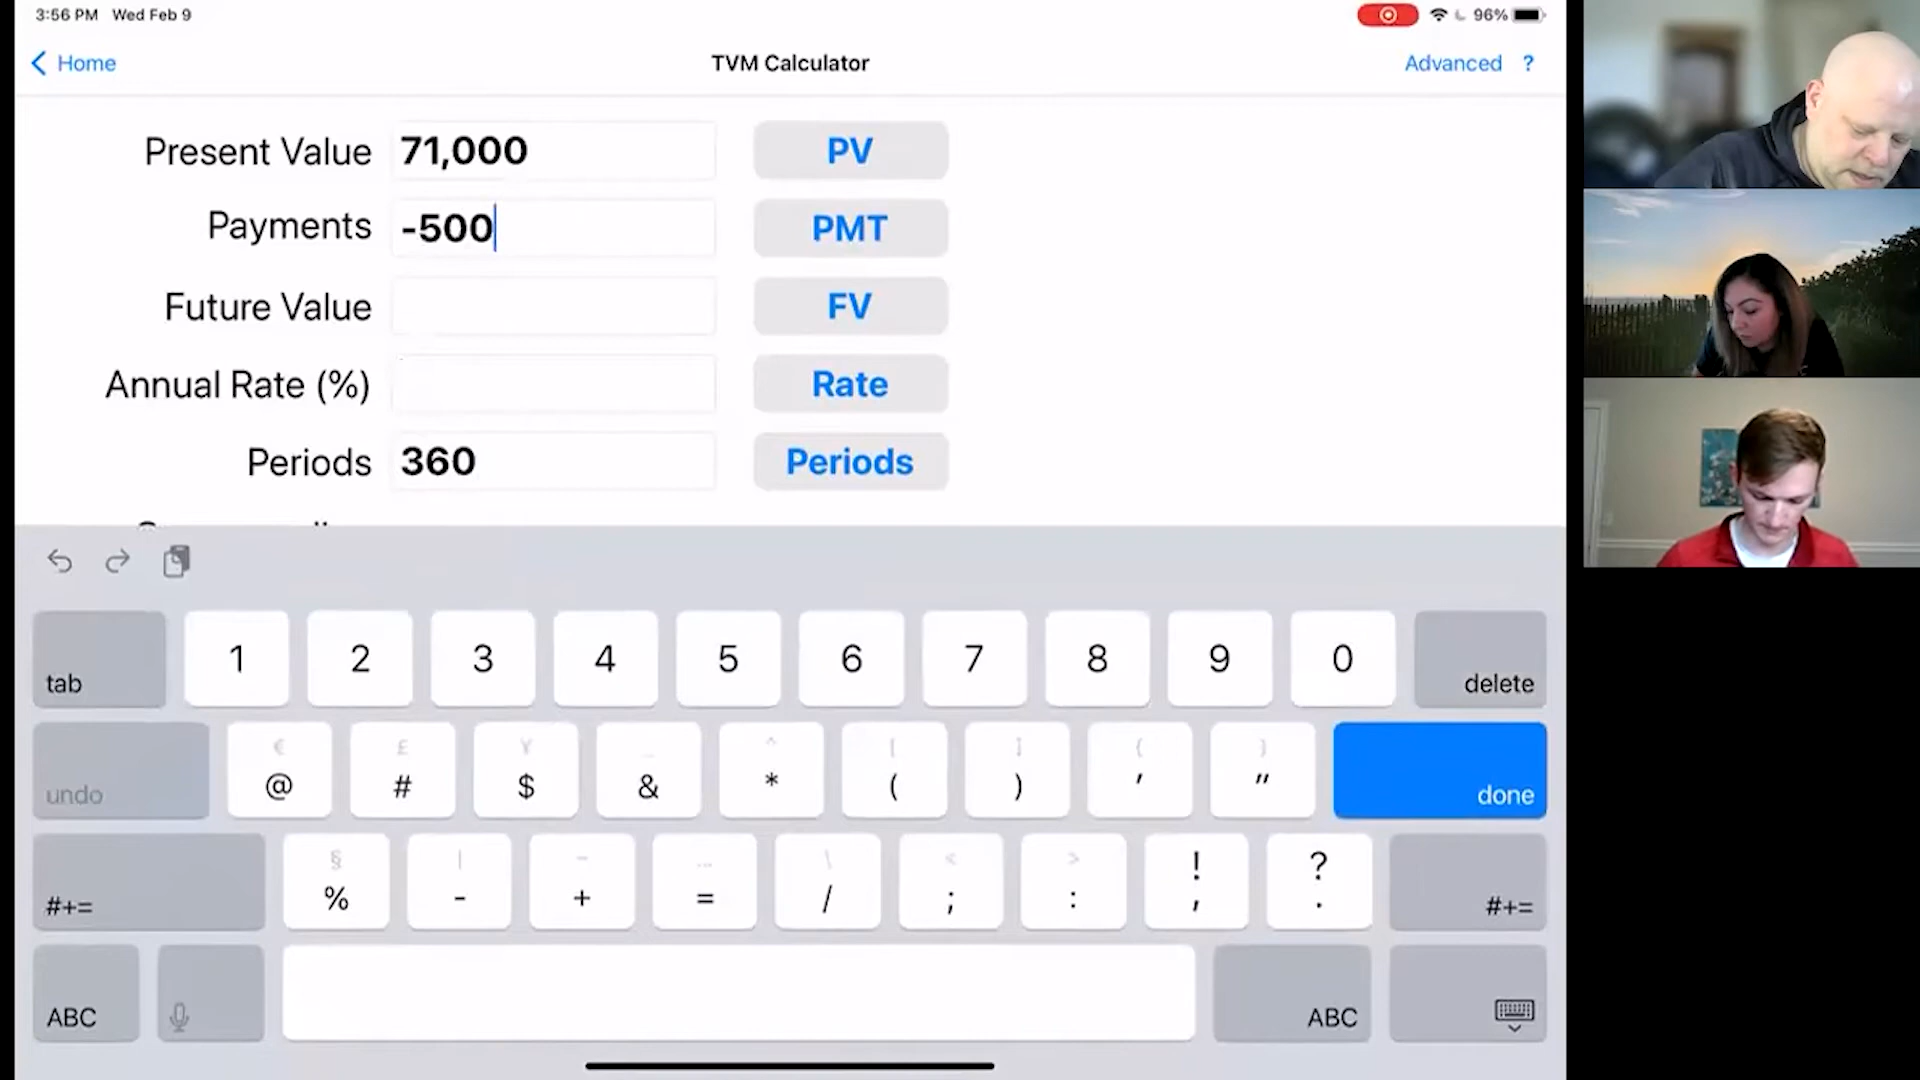 3:56 PM Wed Feb 9
96%
Home
TVM Calculator
Advanced ?
Present Value 71,000 PV
Payments -500 PMT
Future Value FV
Annual Rate (%) Rate
Periods 360 Periods
tab 1 2 3 4 5 6 7 8 9 0 delete
€ £ ¥ _ ^ [ ] { }
undo @ # $ & * ( ) ' " done
§ | ~ … \ < > ! ?
#+= % - + = / ; : , . #+=
ABC ABC